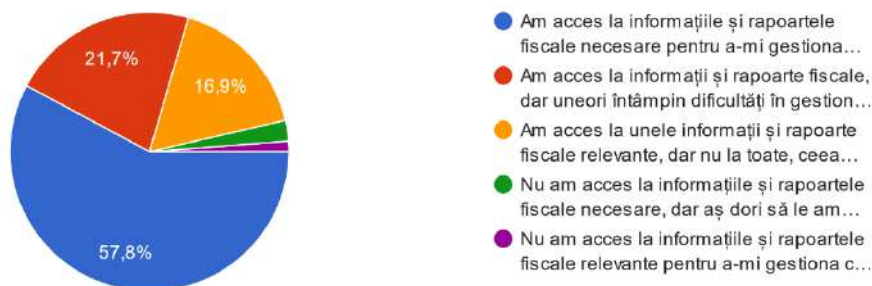 21,7%
16,9%
57,8%
Am acces la informațiile și rapoartele
fiscale necesare pentru a-mi gestiona…
Am acces la informații și rapoarte fiscale,
dar uneori întâmpin dificultăți în gestion…
Am acces la unele informații și rapoarte
fiscale relevante, dar nu la toate, ceea…
Nu am acces la informațiile și rapoartele
fiscale necesare, dar aș dori să le am…
Nu am acces la informațiile și rapoartele
fiscale relevante pentru a-mi gestiona c…